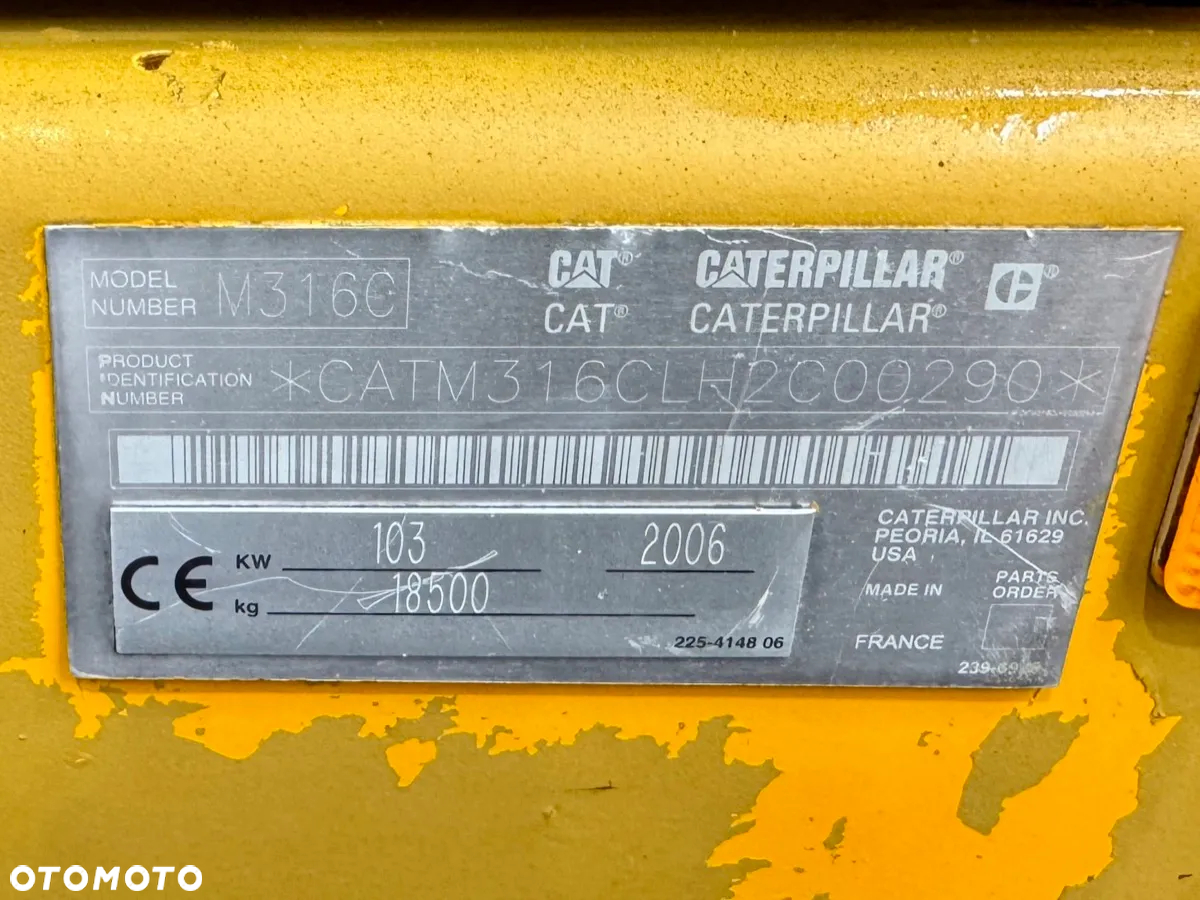 MODEL NUMBER M316C
CAT® CATERPILLAR®
CAT® CATERPILLAR®
PRODUCT
IDENTIFICATION
NUMBER
*CATM316CLH2C00290*
KW 103 2006
kg 18500
225-4148 06
CATERPILLAR INC.
PEORIA, IL 61629
USA
MADE IN
FRANCE
PARTS
ORDER
OTOMOTO